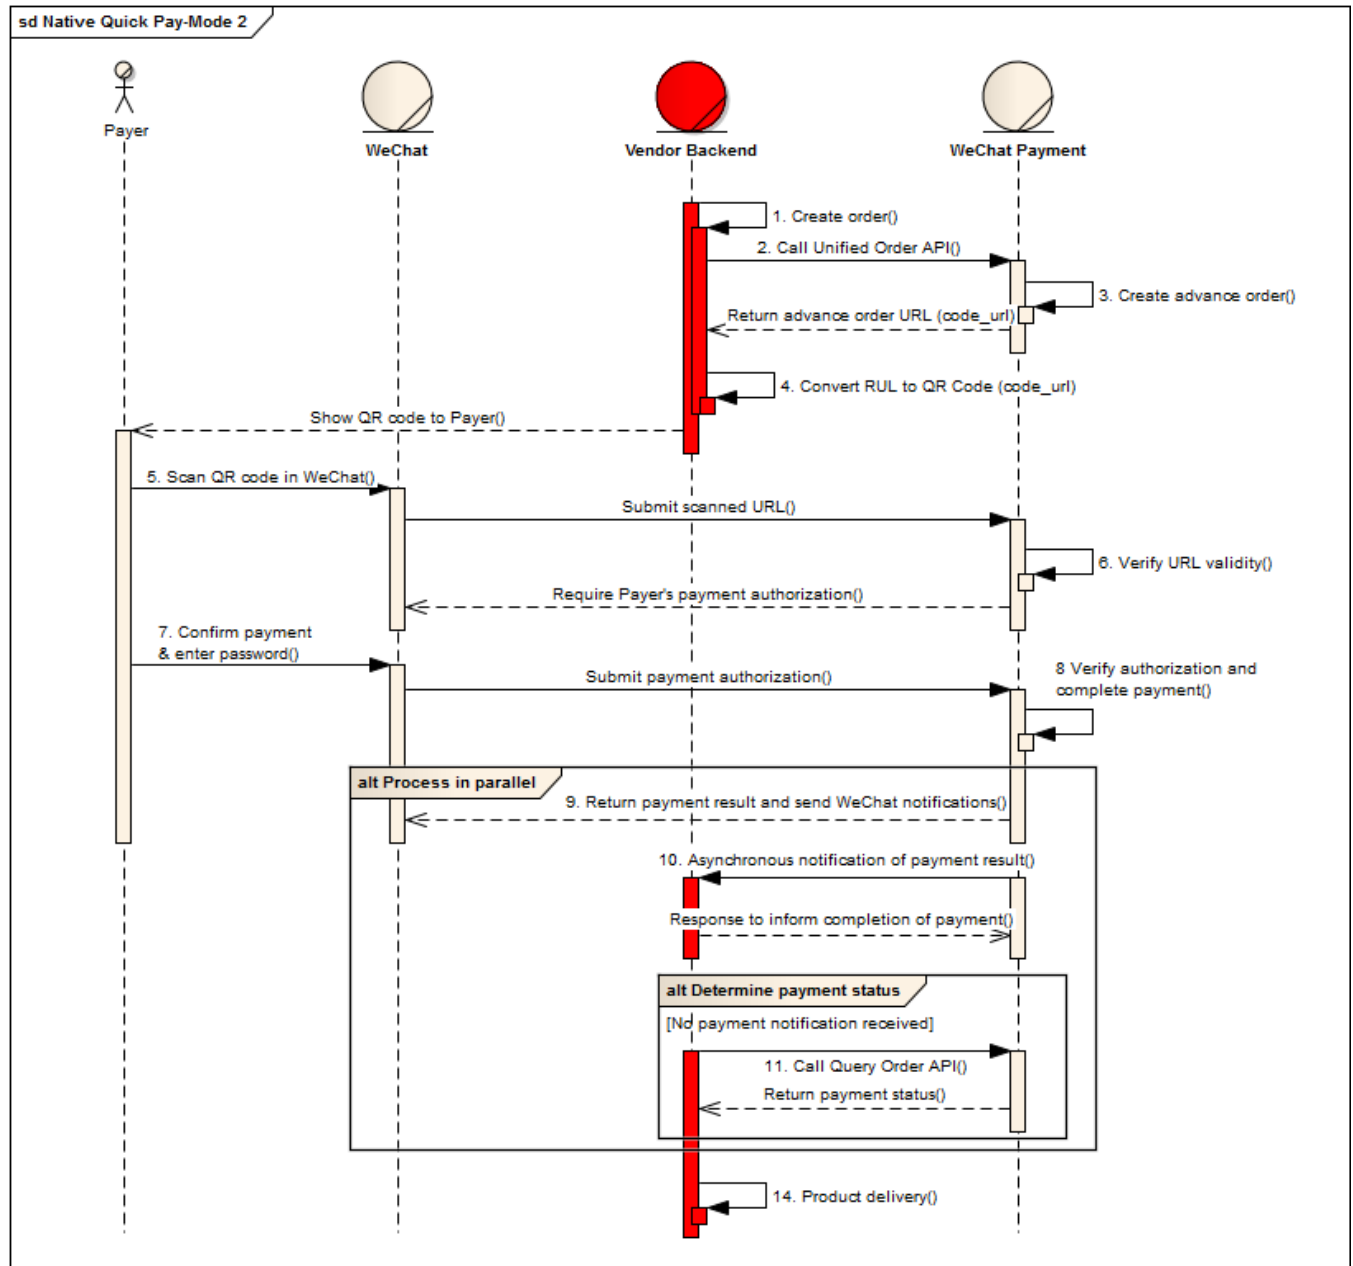 sd Native Quick Pay-Mode 2
Payer
WeChat
Vendor Backend
WeChat Payment
1. Create order()
2. Call Unified Order API()
3. Create advance order()
Return advance order URL (code_url)
4. Convert RUL to QR Code (code_url)
Show QR code to Payer()
5. Scan QR code in WeChat()
Submit scanned URL()
6. Verify URL validity()
Require Payer's payment authorization()
7. Confirm payment
& enter password()
Submit payment authorization()
8 Verify authorization and
complete payment()
alt Process in parallel
9. Return payment result and send WeChat notifications()
10. Asynchronous notification of payment result()
Response to inform completion of payment()
alt Determine payment status
[No payment notification received]
11. Call Query Order API()
Return payment status()
14. Product delivery()